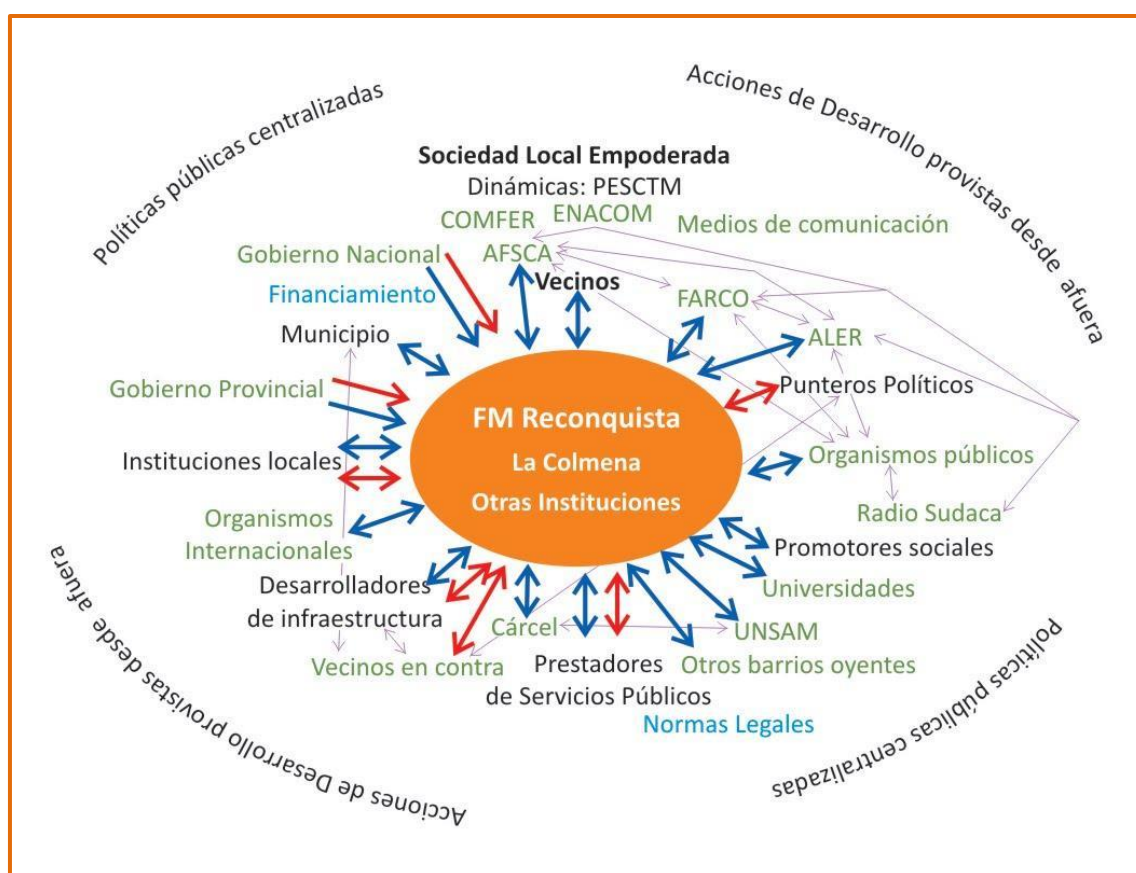 Políticas públicas centralizadas
Acciones de Desarrollo provistas desde afuera
Sociedad Local Empoderada
Dinámicas: PESCTM
COMFER
ENACOM
Medios de comunicación
Gobierno Nacional
AFSCA
Financiamiento
Vecinos
FARCO
Municipio
ALER
Gobierno Provincial
Punteros Políticos
FM Reconquista
La Colmena
Otras Instituciones
Instituciones locales
Organismos públicos
Organismos
Internacionales
Radio Sudaca
Promotores sociales
Desarrolladores
de infraestructura
Universidades
Cárcel
UNSAM
Vecinos en contra
Prestadores
de Servicios Públicos
Otros barrios oyentes
Normas Legales
Acciones de Desarrollo provistas desde afuera
Políticas públicas centralizadas